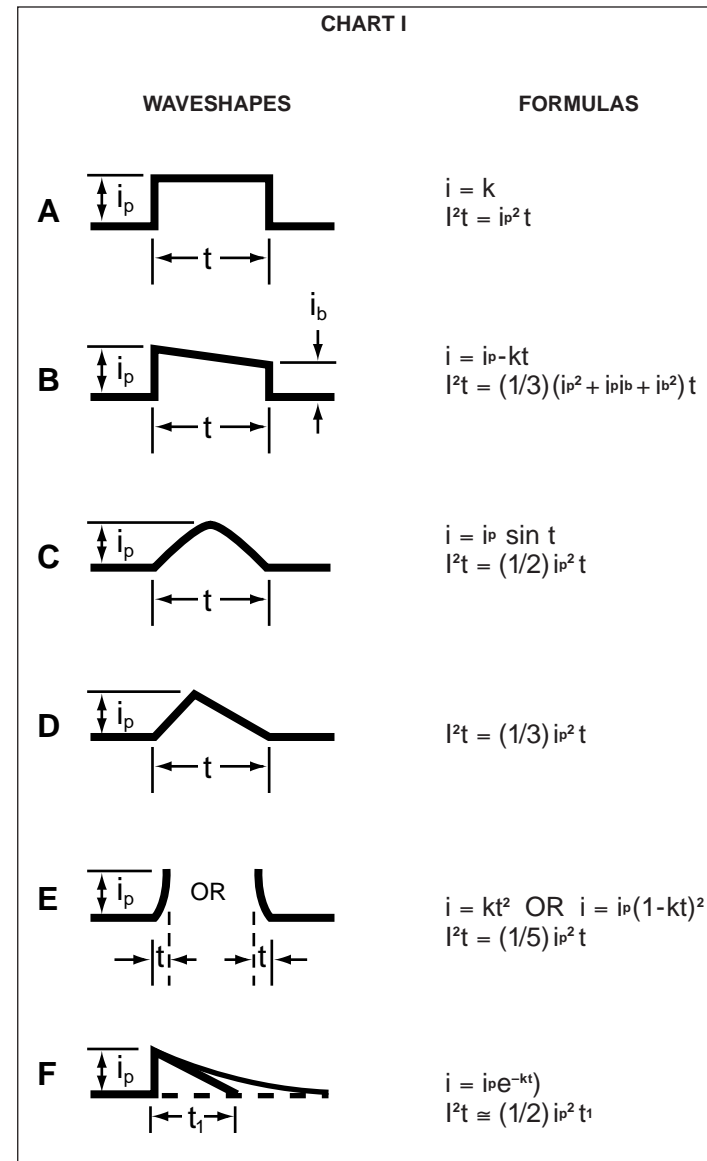 CHART I
WAVESHAPES FORMULAS
A iₚ t
i = k
I²t = iᵖ² t
B iₚ t i_b
i = iᵖ-kt
I²t = (1/3)(iᵖ² + iᵖiᵇ + iᵇ²) t
C iₚ t
i = iᵖ sin t
I²t = (1/2) iᵖ² t
D iₚ t
I²t = (1/3) iᵖ² t
E iₚ OR t t
i = kt² OR i = iᵖ(1-kt)²
I²t = (1/5) iᵖ² t
F iₚ t₁
i = iᵖe⁻ᵏᵗ)
I²t ≅ (1/2) iᵖ² t¹